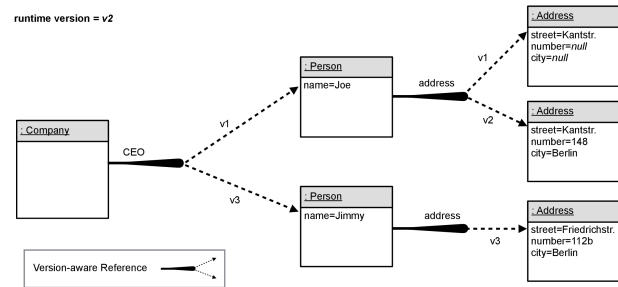 runtime version = v2
: Company
CEO
v1
v3
: Person
name=Joe
address
v1
v2
: Address
street=Kantstr.
number=null
city=null
: Address
street=Kantstr.
number=148
city=Berlin
: Person
name=Jimmy
address
v3
: Address
street=Friedrichstr.
number=112b
city=Berlin
Version-aware Reference